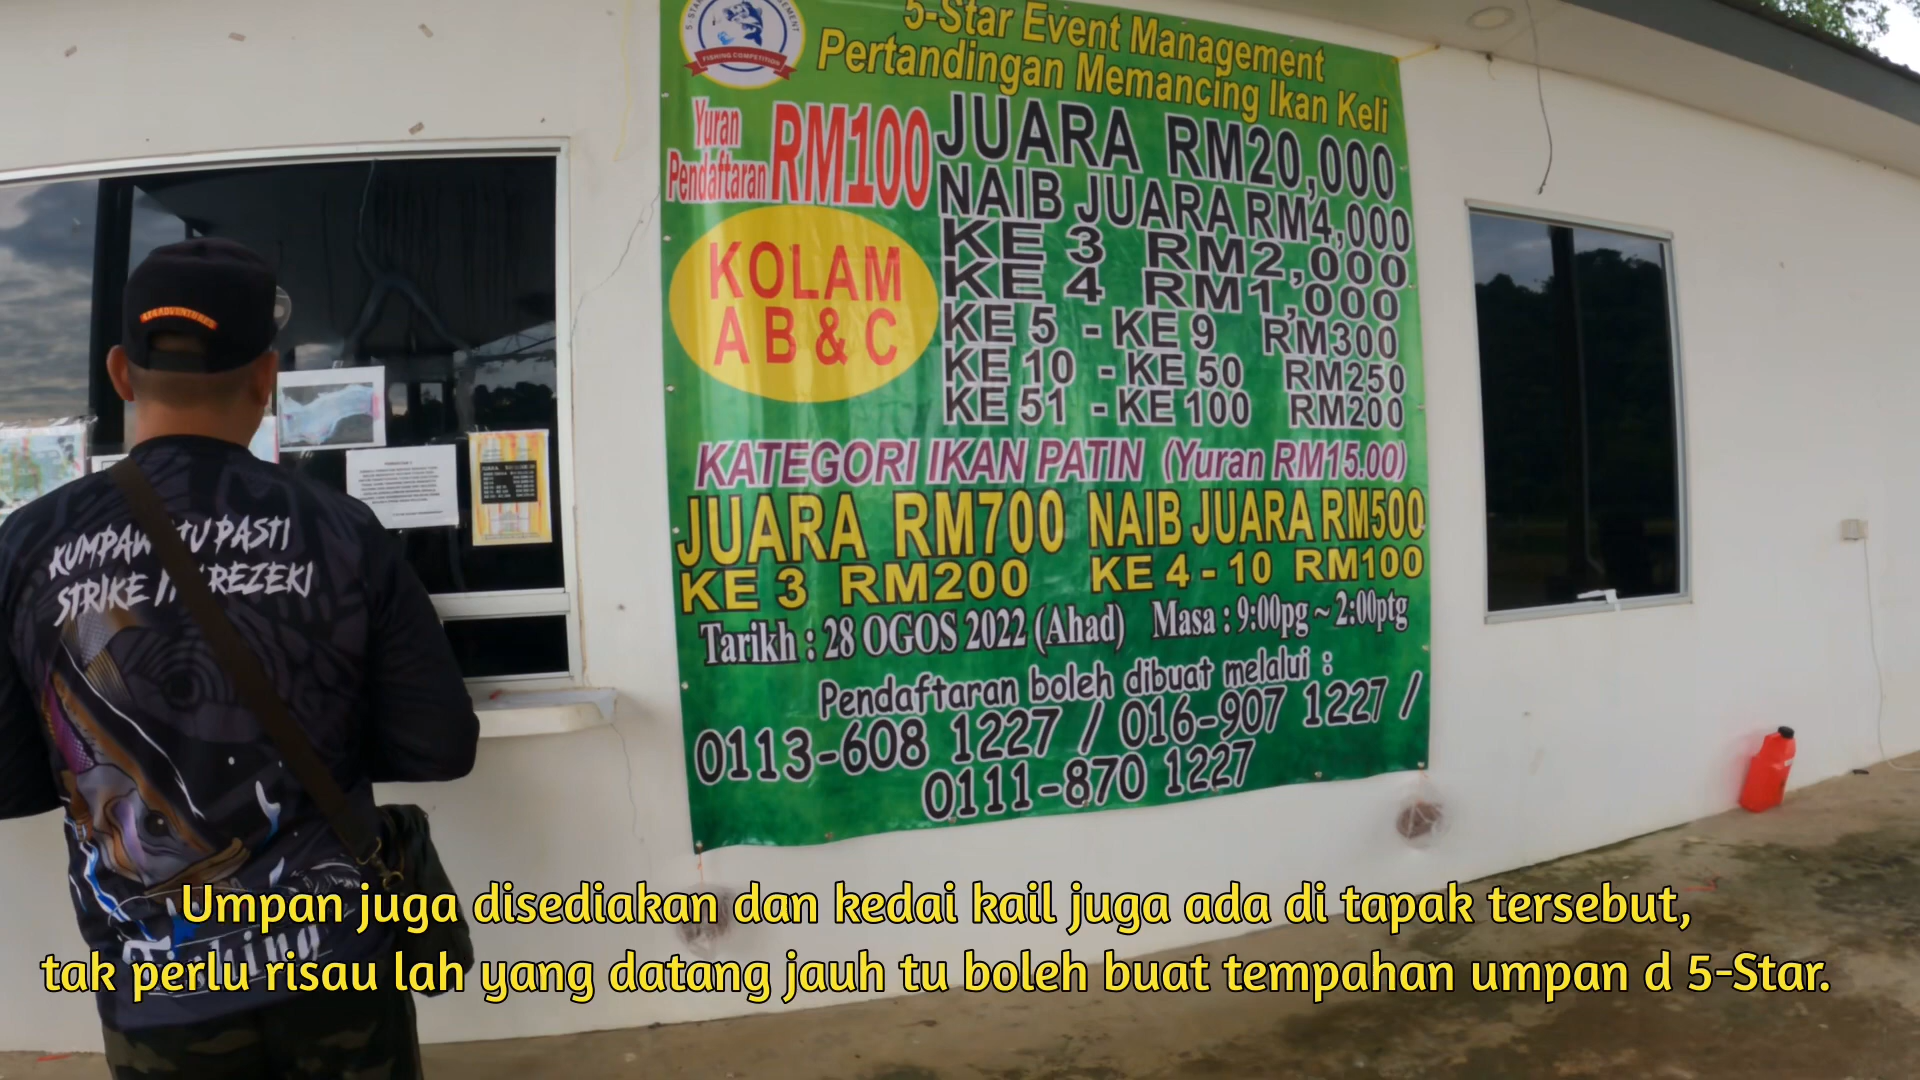 5-Star Event Management
Pertandingan Memancing Ikan Keli
FISHING COMPETITION
Yuran
Pendaftaran RM100
KOLAM
A B & C
JUARA RM20,000
NAIB JUARA RM4,000
KE 3 RM2,000
KE 4 RM1,000
KE 5 - KE 9 RM300
KE 10 - KE 50 RM250
KE 51 - KE 100 RM200
KATEGORI IKAN PATIN (Yuran RM15.00)
JUARA RM700 NAIB JUARA RM500
KE 3 RM200 KE 4 - 10 RM100
Tarikh : 28 OGOS 2022 (Ahad) Masa : 9:00pg ~ 2:00ptg
Pendaftaran boleh dibuat melalui :
0113-608 1227 / 016-907 1227 /
0111-870 1227
PASTI
STRIKE REZEKI
Umpan juga disediakan dan kedai kail juga ada di tapak tersebut,
tak perlu risau lah yang datang jauh tu boleh buat tempahan umpan d 5-Star.